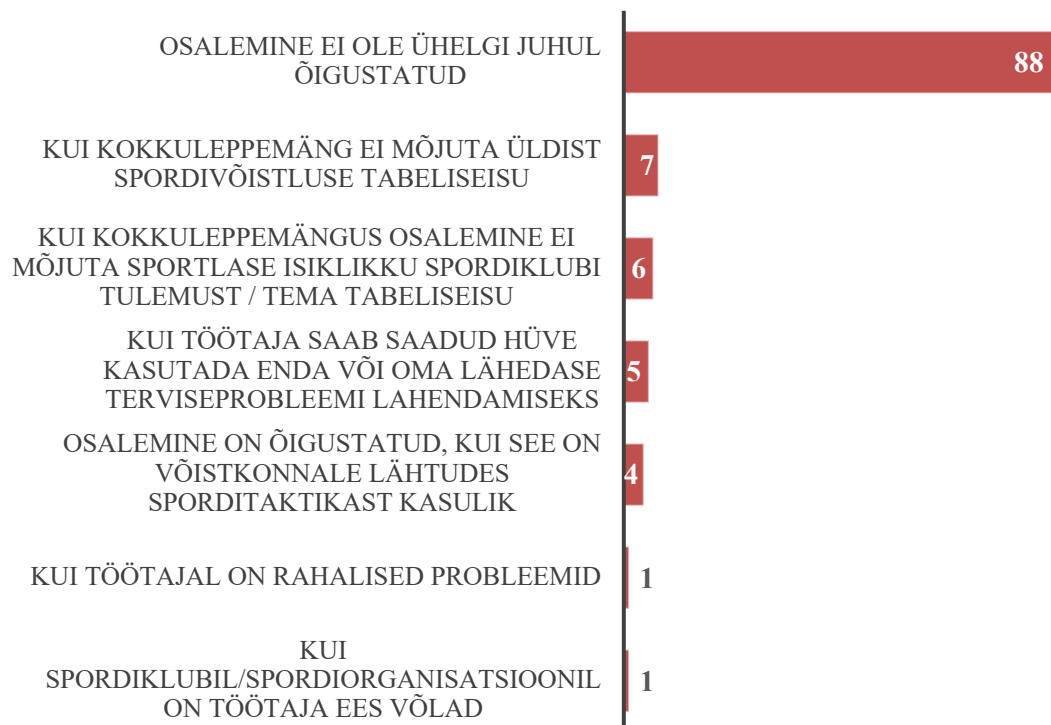 OSALEMINE EI OLE ÜHELGI JUHUL
ÕIGUSTATUD
88
KUI KOKKULEPPEMÄNG EI MÕJUTA ÜLDIST
SPORDIVÕISTLUSE TABELISEISU
7
KUI KOKKULEPPEMÄNGUS OSALEMINE EI
MÕJUTA SPORTLASE ISIKLIKKU SPORDIKLUBI
TULEMUST / TEMA TABELISEISU
6
KUI TÖÖTAJA SAAB SAADUD HÜVE
KASUTADA ENDA VÕI OMA LÄHEDASE
TERVISEPROBLEEMI LAHENDAMISEKS
5
OSALEMINE ON ÕIGUSTATUD, KUI SEE ON
VÕISTKONNALE LÄHTUDES
SPORDITAKTIKAST KASULIK
4
KUI TÖÖTAJAL ON RAHALISED PROBLEEMID
1
KUI
SPORDIKLUBIL/SPORDIORGANISATSIOONIL
ON TÖÖTAJA EES VÕLAD
1